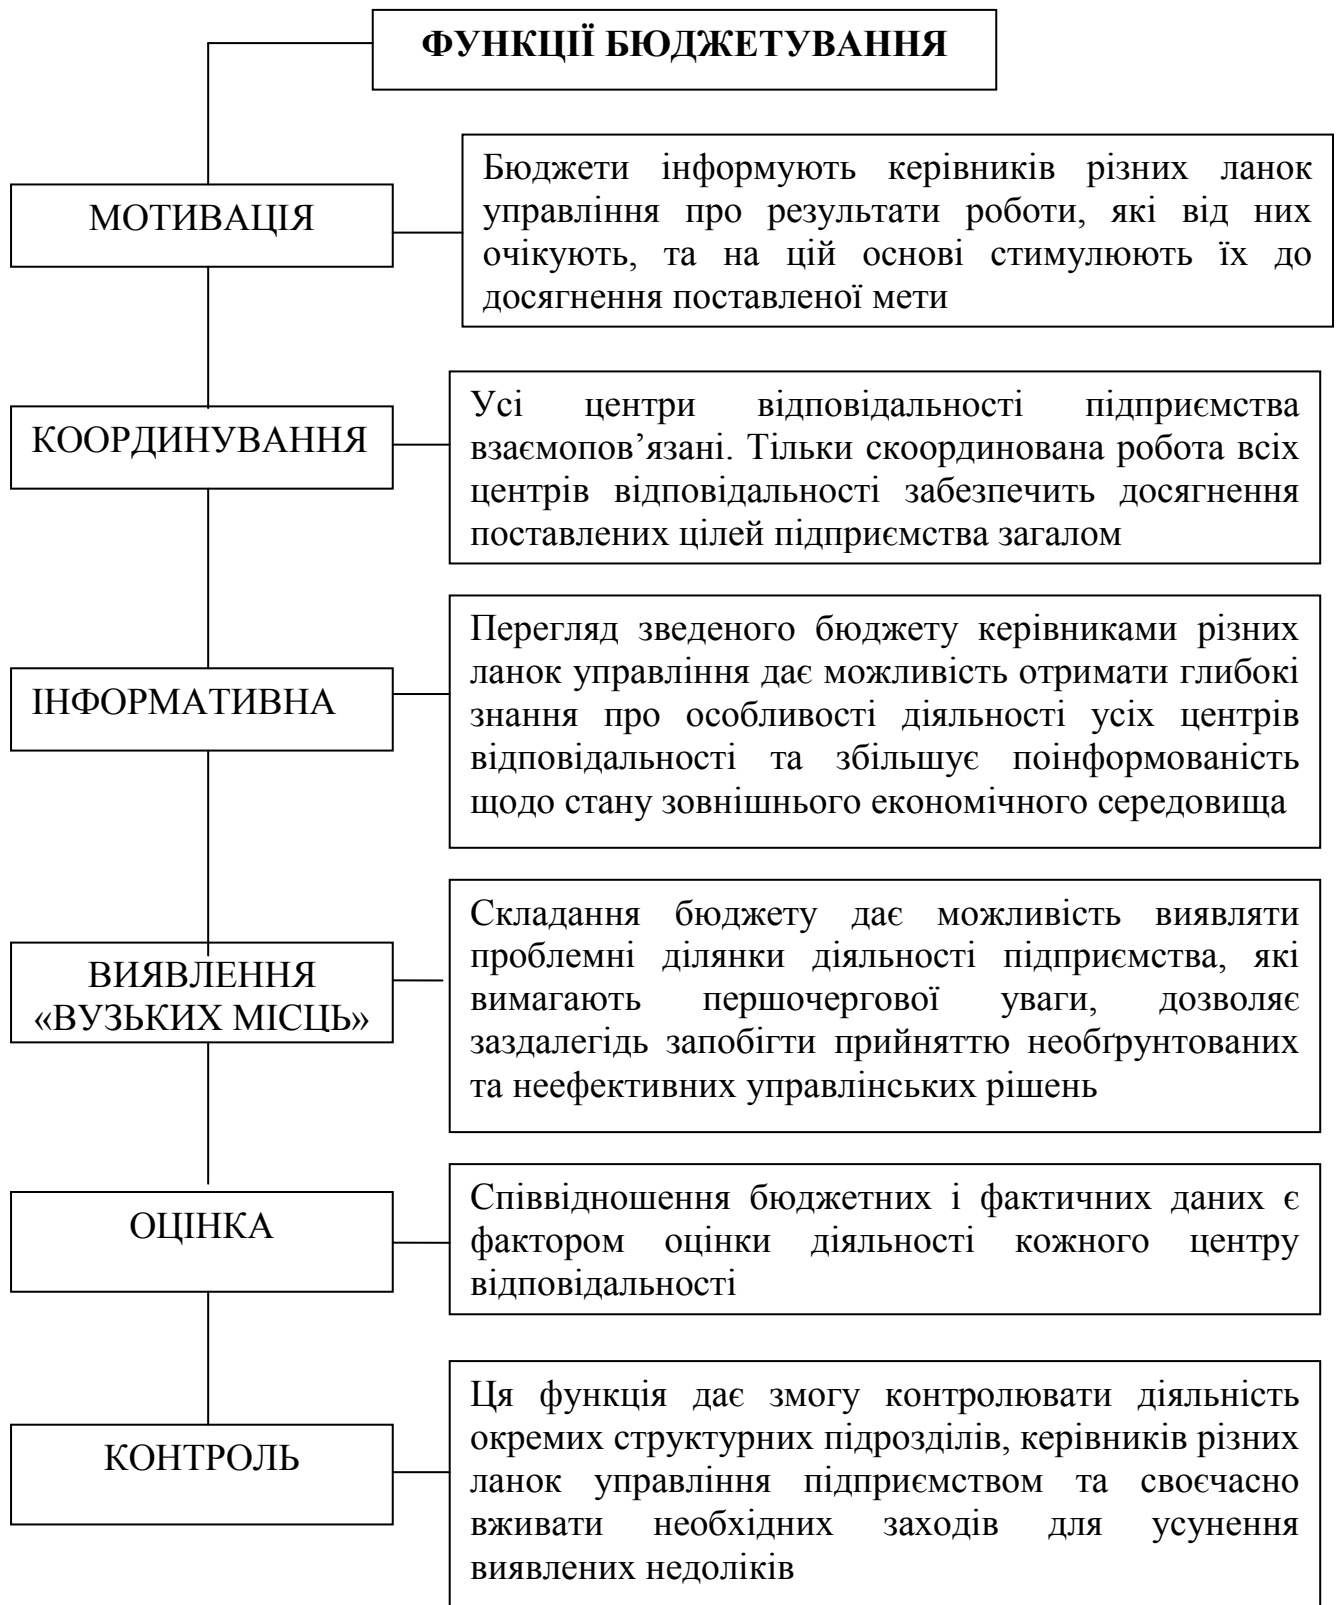 ФУНКЦІЇ БЮДЖЕТУВАННЯ
МОТИВАЦІЯ
Бюджети інформують керівників різних ланок
управління про результати роботи, які від них
очікують, та на цій основі стимулюють їх до
досягнення поставленої мети
КООРДИНУВАННЯ
Усі центри відповідальності підприємства
взаємопов’язані. Тільки скоординована робота всіх
центрів відповідальності забезпечить досягнення
поставлених цілей підприємства загалом
ІНФОРМАТИВНА
Перегляд зведеного бюджету керівниками різних
ланок управління дає можливість отримати глибокі
знання про особливості діяльності усіх центрів
відповідальності та збільшує поінформованість
щодо стану зовнішнього економічного середовища
ВИЯВЛЕННЯ
«ВУЗЬКИХ МІСЦЬ»
Складання бюджету дає можливість виявляти
проблемні ділянки діяльності підприємства, які
вимагають першочергової уваги, дозволяє
заздалегідь запобігти прийняттю необґрунтованих
та неефективних управлінських рішень
ОЦІНКА
Співвідношення бюджетних і фактичних даних є
фактором оцінки діяльності кожного центру
відповідальності
КОНТРОЛЬ
Ця функція дає змогу контролювати діяльність
окремих структурних підрозділів, керівників різних
ланок управління підприємством та своєчасно
вживати необхідних заходів для усунення
виявлених недоліків